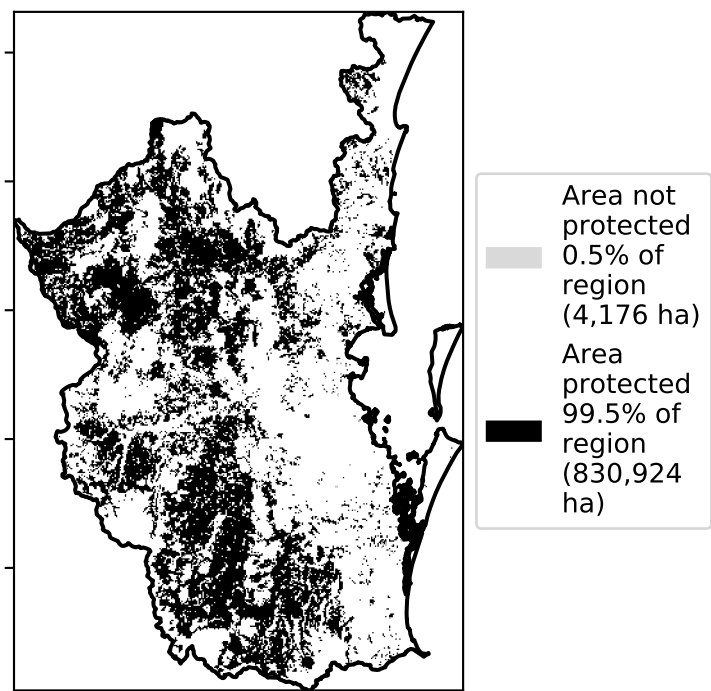 Area not
protected
0.5% of
region
(4,176 ha)
Area
protected
99.5% of
region
(830,924
ha)